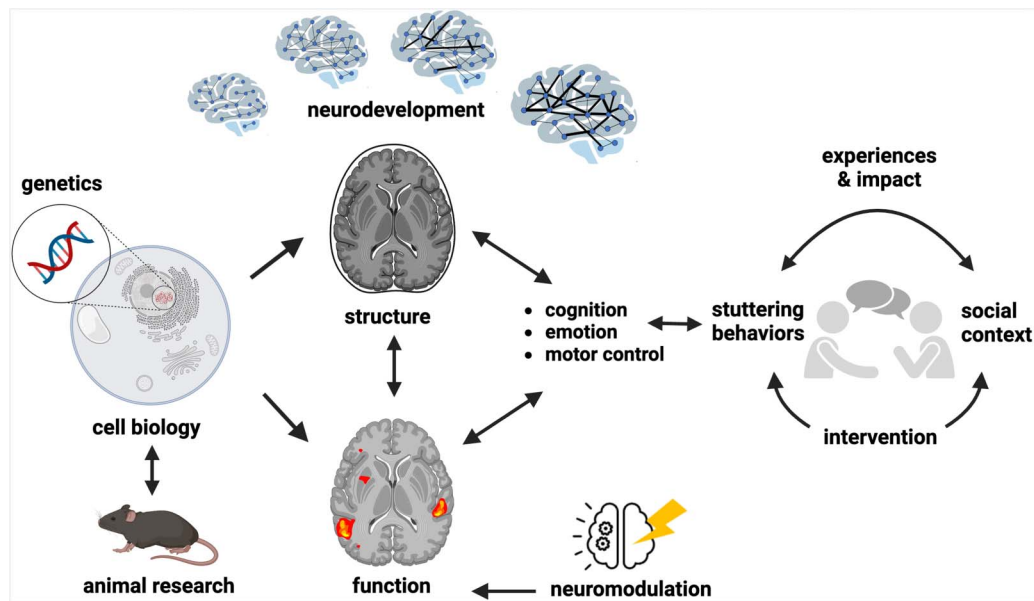 neurodevelopment
genetics
experiences
& impact
structure
• cognition
• emotion
• motor control
stuttering
behaviors
social
context
cell biology
intervention
animal research
function
neuromodulation